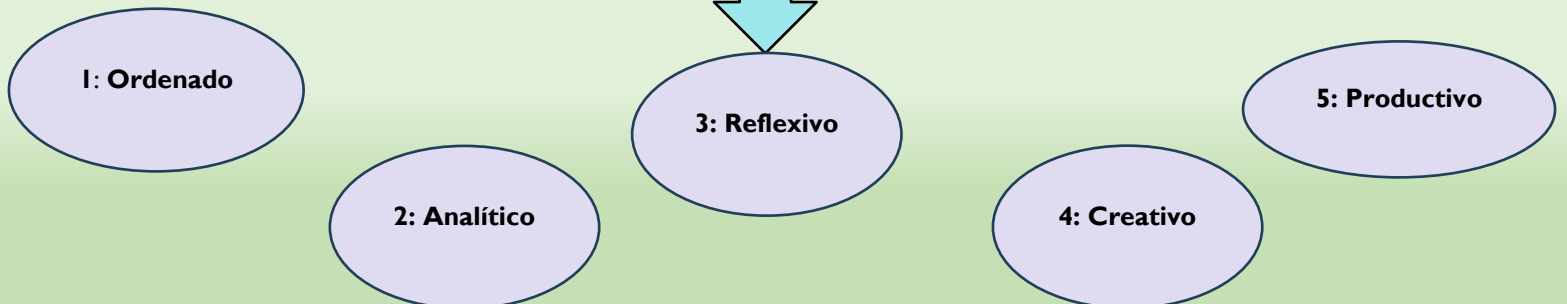 1: Ordenado
2: Analítico
3: Reflexivo
4: Creativo
5: Productivo